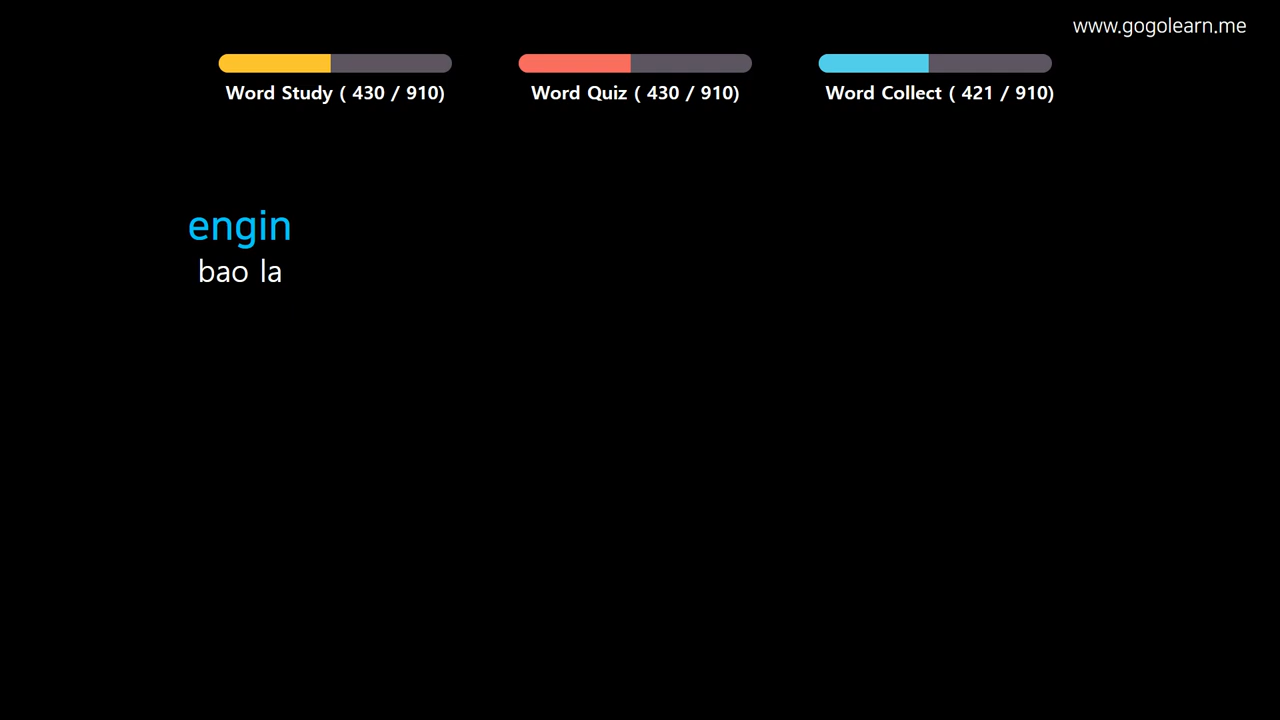 www.gogolearn.me
Word Study ( 430 / 910)
Word Quiz ( 430 / 910)
Word Collect ( 421 / 910)
engin
bao la